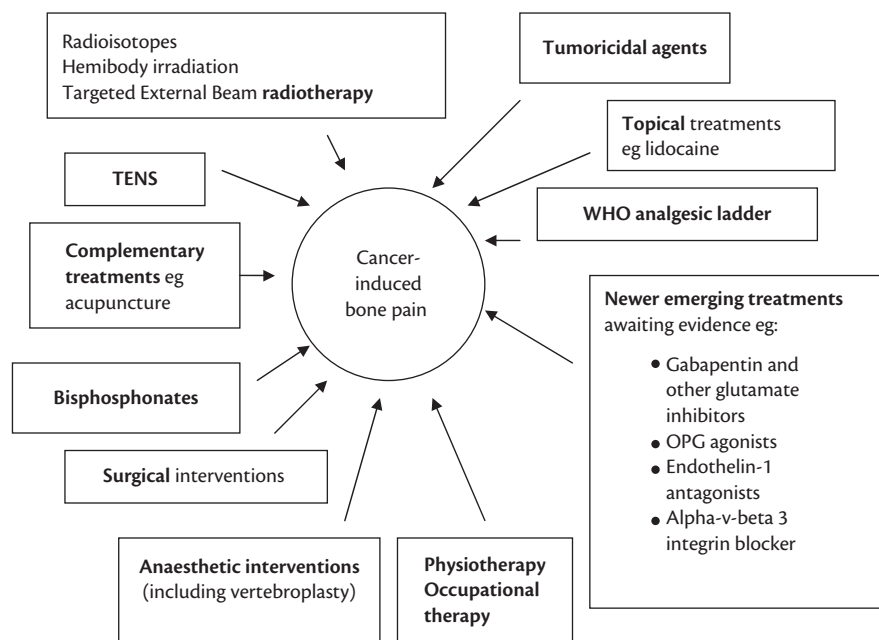 Radioisotopes
Hemibody irradiation
Targeted External Beam radiotherapy
Tumoricidal agents
Topical treatments
eg lidocaine
TENS
WHO analgesic ladder
Complementary
treatments eg
acupuncture
Cancer-
induced
bone pain
Newer emerging treatments
awaiting evidence eg:
● Gabapentin and
other glutamate
inhibitors
● OPG agonists
● Endothelin-1
antagonists
● Alpha-v-beta 3
integrin blocker
Bisphosphonates
Surgical interventions
Anaesthetic interventions
(including vertebroplasty)
Physiotherapy
Occupational
therapy